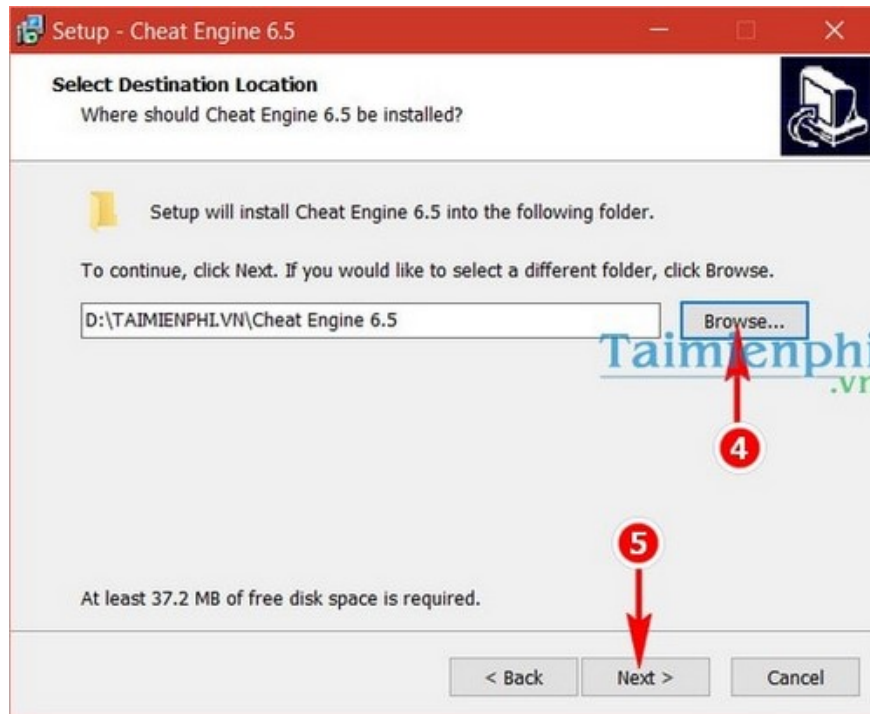 Setup - Cheat Engine 6.5
Select Destination Location
Where should Cheat Engine 6.5 be installed?
Setup will install Cheat Engine 6.5 into the following folder.
To continue, click Next. If you would like to select a different folder, click Browse.
D:\TAIMIENPHI.VN\Cheat Engine 6.5
Browse...
Taimienphi
.vn
4
5
At least 37.2 MB of free disk space is required.
< Back
Next >
Cancel